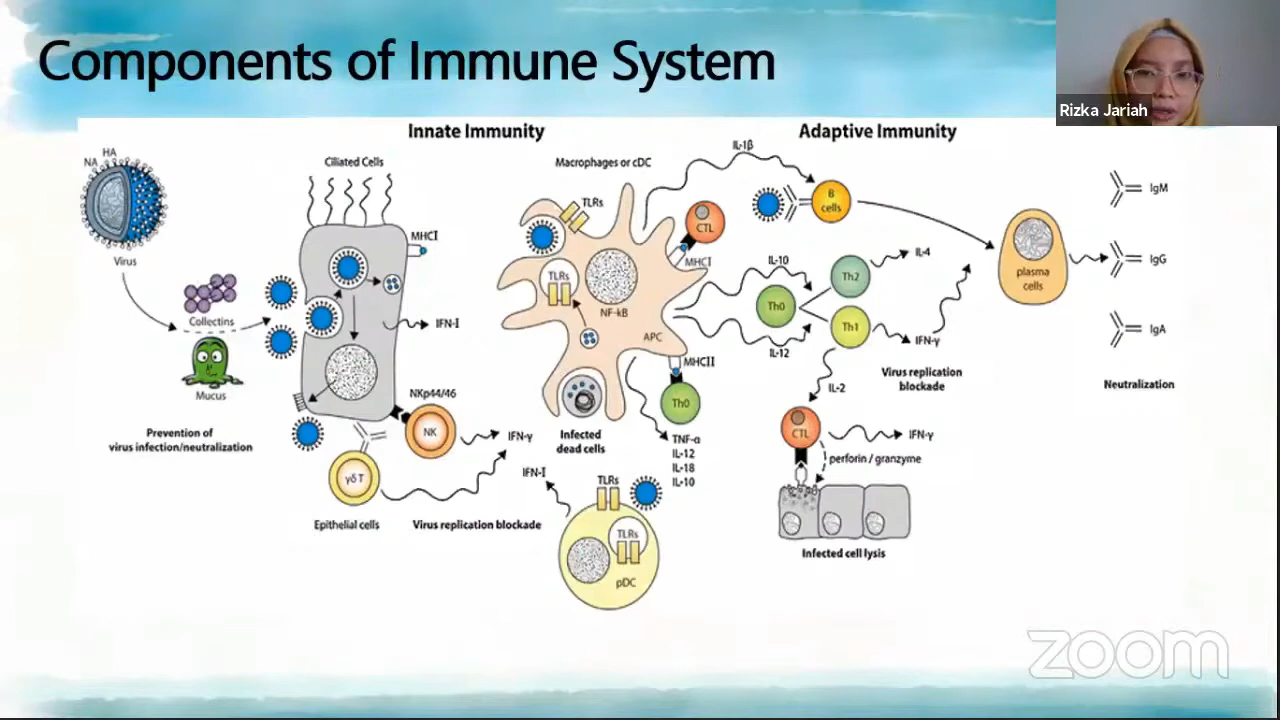 Components of Immune System
Rizka Jariah
Innate Immunity
Adaptive Immunity
HA
NA
Virus
Collectins
Mucus
Prevention of
virus infection/neutralization
Ciliated Cells
MHCI
IFN-I
NKp44/46
NK
IFN-γ
γδ T
Epithelial cells
Virus replication blockade
Macrophages or cDC
TLRs
TLRs
NF-kB
APC
CTL
MHCI
MHCII
Th0
Infected
dead cells
TNF-α
IL-12
IL-18
IL-10
IFN-I
TLRs
TLRs
pDC
IL-1β
B
cells
IL-10
Th0
IL-12
Th2
IL-4
Th1
IFN-γ
Virus replication
blockade
IL-2
CTL
IFN-γ
perforin / granzyme
Infected cell lysis
plasma
cells
IgM
IgG
IgA
Neutralization
zoom